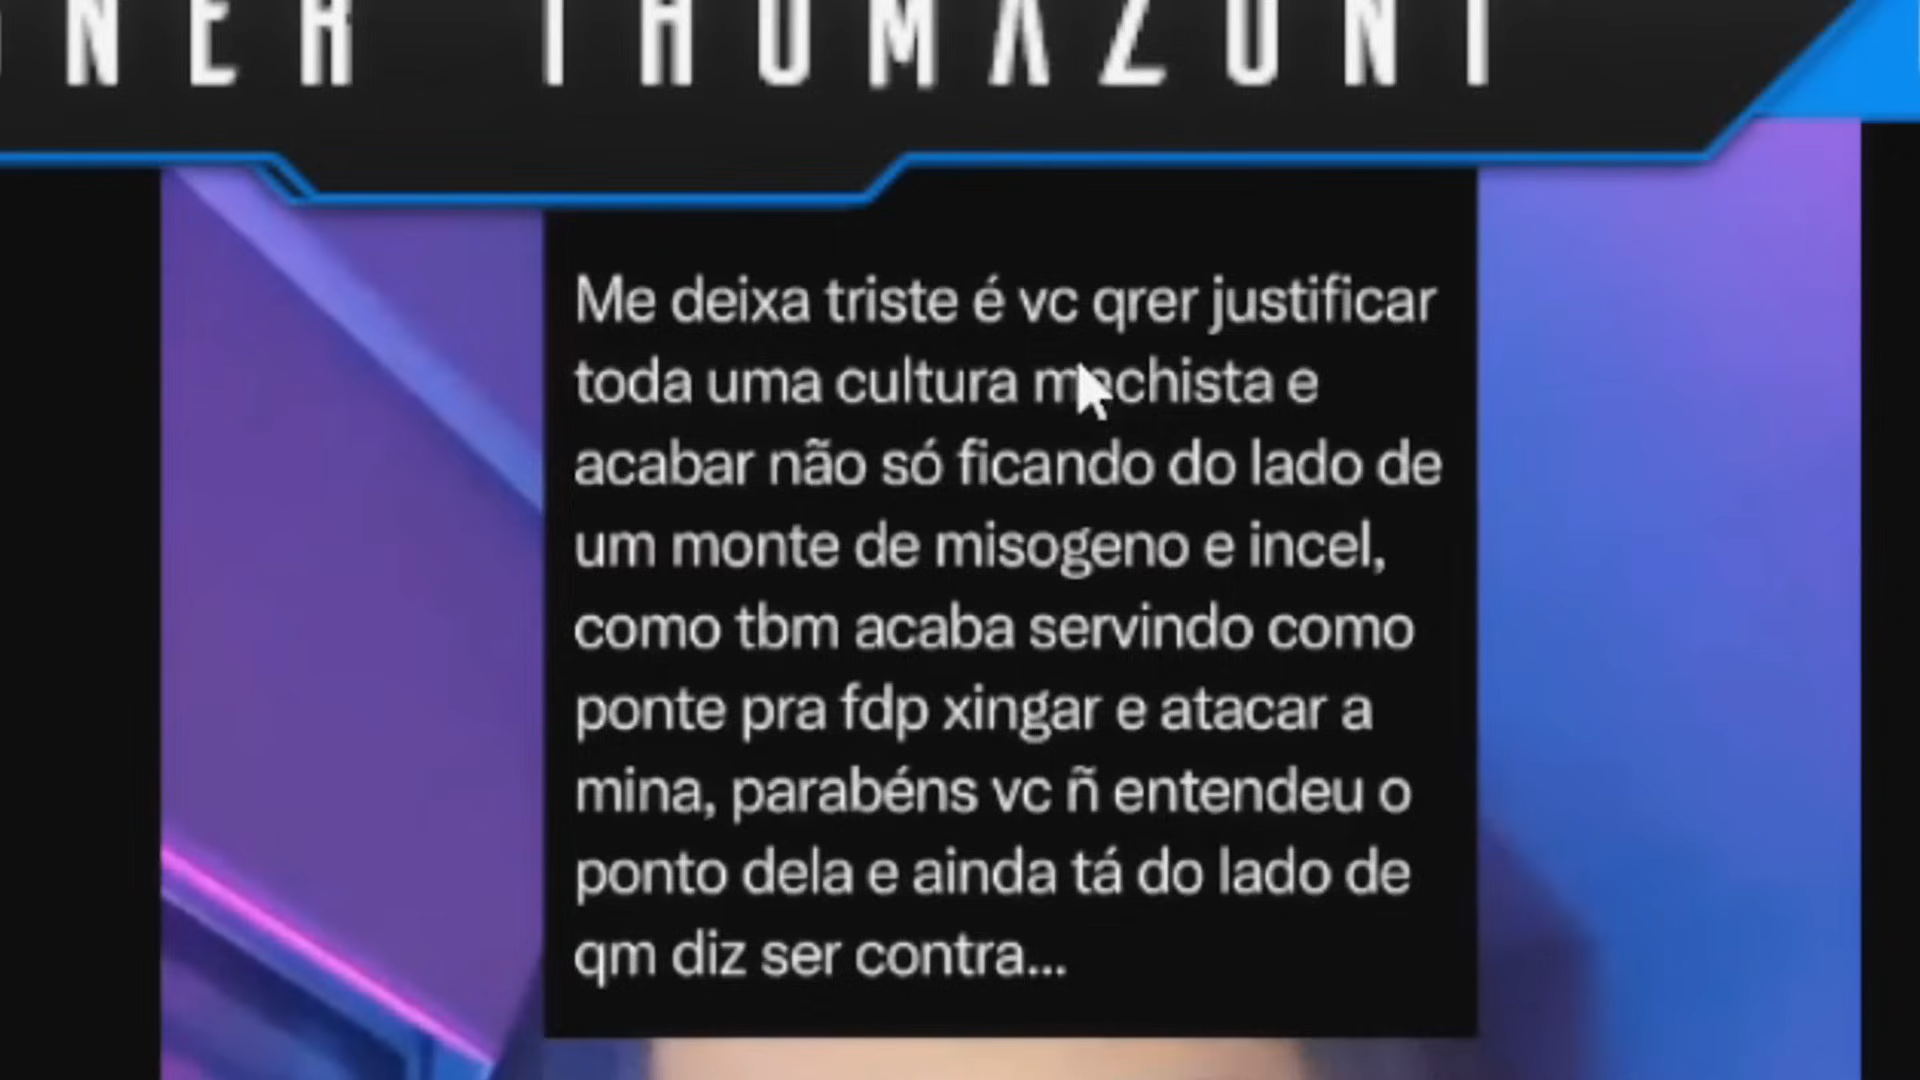 NER THOMAZONI
Me deixa triste é vc qrer justificar
toda uma cultura machista e
acabar não só ficando do lado de
um monte de misogeno e incel,
como tbm acaba servindo como
ponte pra fdp xingar e atacar a
mina, parabéns vc ñ entendeu o
ponto dela e ainda tá do lado de
qm diz ser contra...